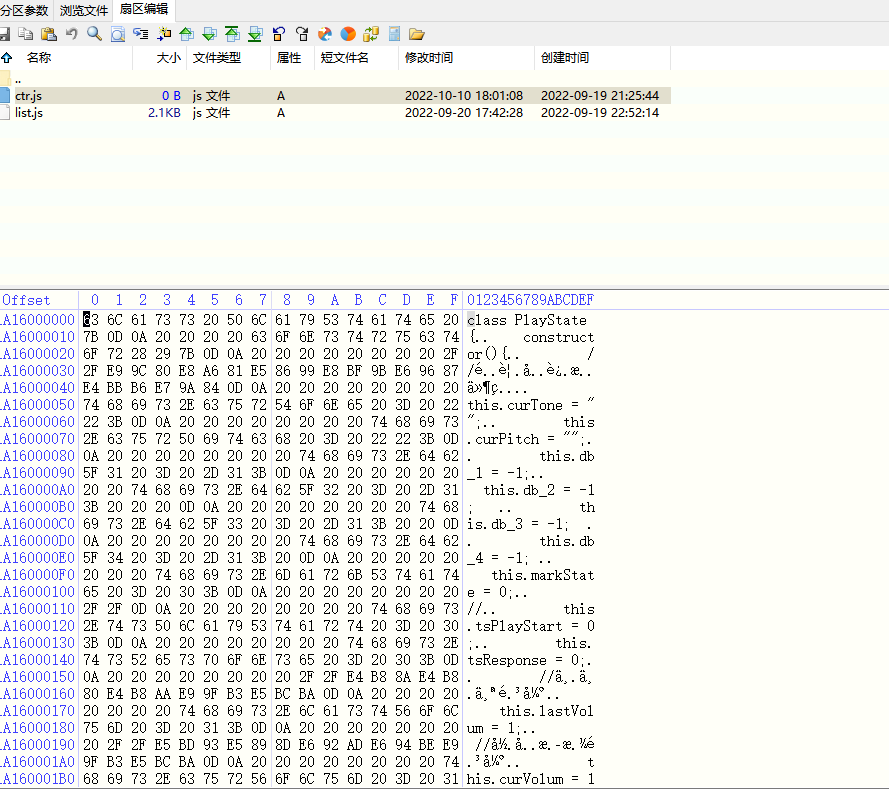 分区参数 浏览文件 扇区编辑
名称 大小 文件类型 属性 短文件名 修改时间 创建时间
..
ctr.js 0 B js 文件 A 2022-10-10 18:01:08 2022-09-19 21:25:44
list.js 2.1KB js 文件 A 2022-09-20 17:42:28 2022-09-19 22:52:14
Offset 0 1 2 3 4 5 6 7 8 9 A B C D E F 0123456789ABCDEF
1A16000000 63 6C 61 73 73 20 50 6C 61 79 53 74 61 74 65 20 class PlayState
1A16000010 7B 0D 0A 20 20 20 20 63 6F 6E 73 74 72 75 63 74 {..    construct
1A16000020 6F 72 28 29 7B 0D 0A 20 20 20 20 20 20 20 20 2F or(){..        /
1A16000030 2F E9 9C 80 E8 A6 81 E5 86 99 E8 BF 9B E6 96 87 /é..è¦.å..è¿.æ..
1A16000040 E4 BB B6 E7 9A 84 0D 0A 20 20 20 20 20 20 20 20 ä»¶ç....
1A16000050 74 68 69 73 2E 63 75 72 54 6F 6E 65 20 3D 20 22 this.curTone = "
1A16000060 22 3B 0D 0A 20 20 20 20 20 20 20 20 74 68 69 73 ";..        this
1A16000070 2E 63 75 72 50 69 74 63 68 20 3D 20 22 22 3B 0D .curPitch = "";.
1A16000080 0A 20 20 20 20 20 20 20 20 74 68 69 73 2E 64 62 .        this.db
1A16000090 5F 31 20 3D 20 2D 31 3B 0D 0A 20 20 20 20 20 20 _1 = -1;..
1A160000A0 20 20 74 68 69 73 2E 64 62 5F 32 20 3D 20 2D 31   this.db_2 = -1
1A160000B0 3B 20 20 20 0D 0A 20 20 20 20 20 20 20 20 74 68 ;   ..        th
1A160000C0 69 73 2E 64 62 5F 33 20 3D 20 2D 31 3B 20 20 0D is.db_3 = -1;  .
1A160000D0 0A 20 20 20 20 20 20 20 20 74 68 69 73 2E 64 62 .        this.db
1A160000E0 5F 34 20 3D 20 2D 31 3B 20 0D 0A 20 20 20 20 20 _4 = -1; ..
1A160000F0 20 20 20 74 68 69 73 2E 6D 61 72 6B 53 74 61 74    this.markStat
1A16000100 65 20 3D 20 30 3B 0D 0A 20 20 20 20 20 20 20 20 e = 0;..
1A16000110 2F 2F 0D 0A 20 20 20 20 20 20 20 20 74 68 69 73 //..        this
1A16000120 2E 74 73 50 6C 61 79 53 74 61 72 74 20 3D 20 30 .tsPlayStart = 0
1A16000130 3B 0D 0A 20 20 20 20 20 20 20 20 74 68 69 73 2E ;..        this.
1A16000140 74 73 52 65 73 70 6F 6E 73 65 20 3D 20 30 3B 0D tsResponse = 0;.
1A16000150 0A 20 20 20 20 20 20 20 20 2F 2F E4 B8 8A E4 B8 .        //ä¸.ä¸
1A16000160 80 E4 B8 AA E9 9F B3 E5 BC BA 0D 0A 20 20 20 20 .ä¸ªé.³å¼º..
1A16000170 20 20 20 20 74 68 69 73 2E 6C 61 73 74 56 6F 6C     this.lastVol
1A16000180 75 6D 20 3D 20 31 3B 0D 0A 20 20 20 20 20 20 20 um = 1;..
1A16000190 20 2F 2F E5 BD 93 E5 89 8D E6 92 AD E6 94 BE E9  //å½.å..æ.-æ.¾é
1A160001A0 9F B3 E5 BC BA 0D 0A 20 20 20 20 20 20 20 20 74 .³å¼º..        t
1A160001B0 68 69 73 2E 63 75 72 56 6F 6C 75 6D 20 3D 20 31 his.curVolum = 1